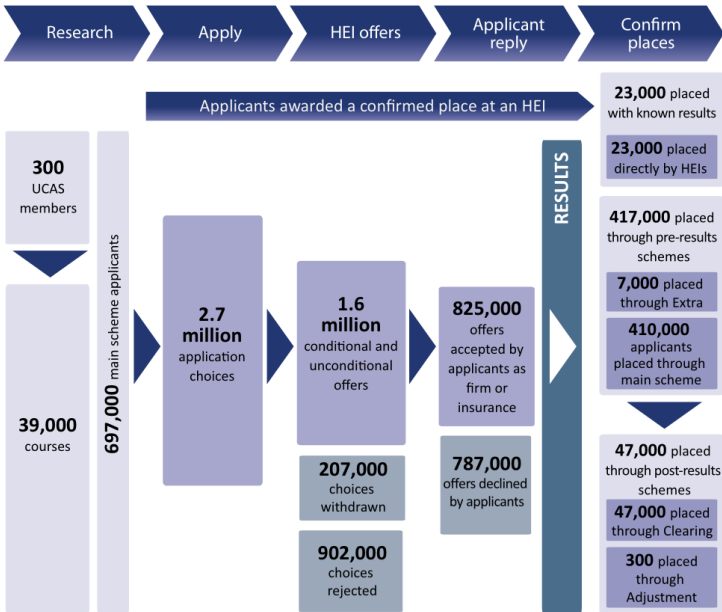 Research
Apply
HEI offers
Applicant
reply
Confirm
places
Applicants awarded a confirmed place at an HEI
23,000 placed
with known results
23,000 placed
directly by HEIs
300
UCAS
members
39,000
courses
697,000 main scheme applicants
2.7
million
application
choices
1.6
million
conditional and
unconditional
offers
207,000
choices
withdrawn
902,000
choices
rejected
825,000
offers
accepted by
applicants as
firm or
insurance
787,000
offers declined
by applicants
RESULTS
417,000 placed
through pre-results
schemes
7,000 placed
through Extra
410,000
applicants
placed through
main scheme
47,000 placed
through post-results
schemes
47,000 placed
through Clearing
300 placed
through
Adjustment